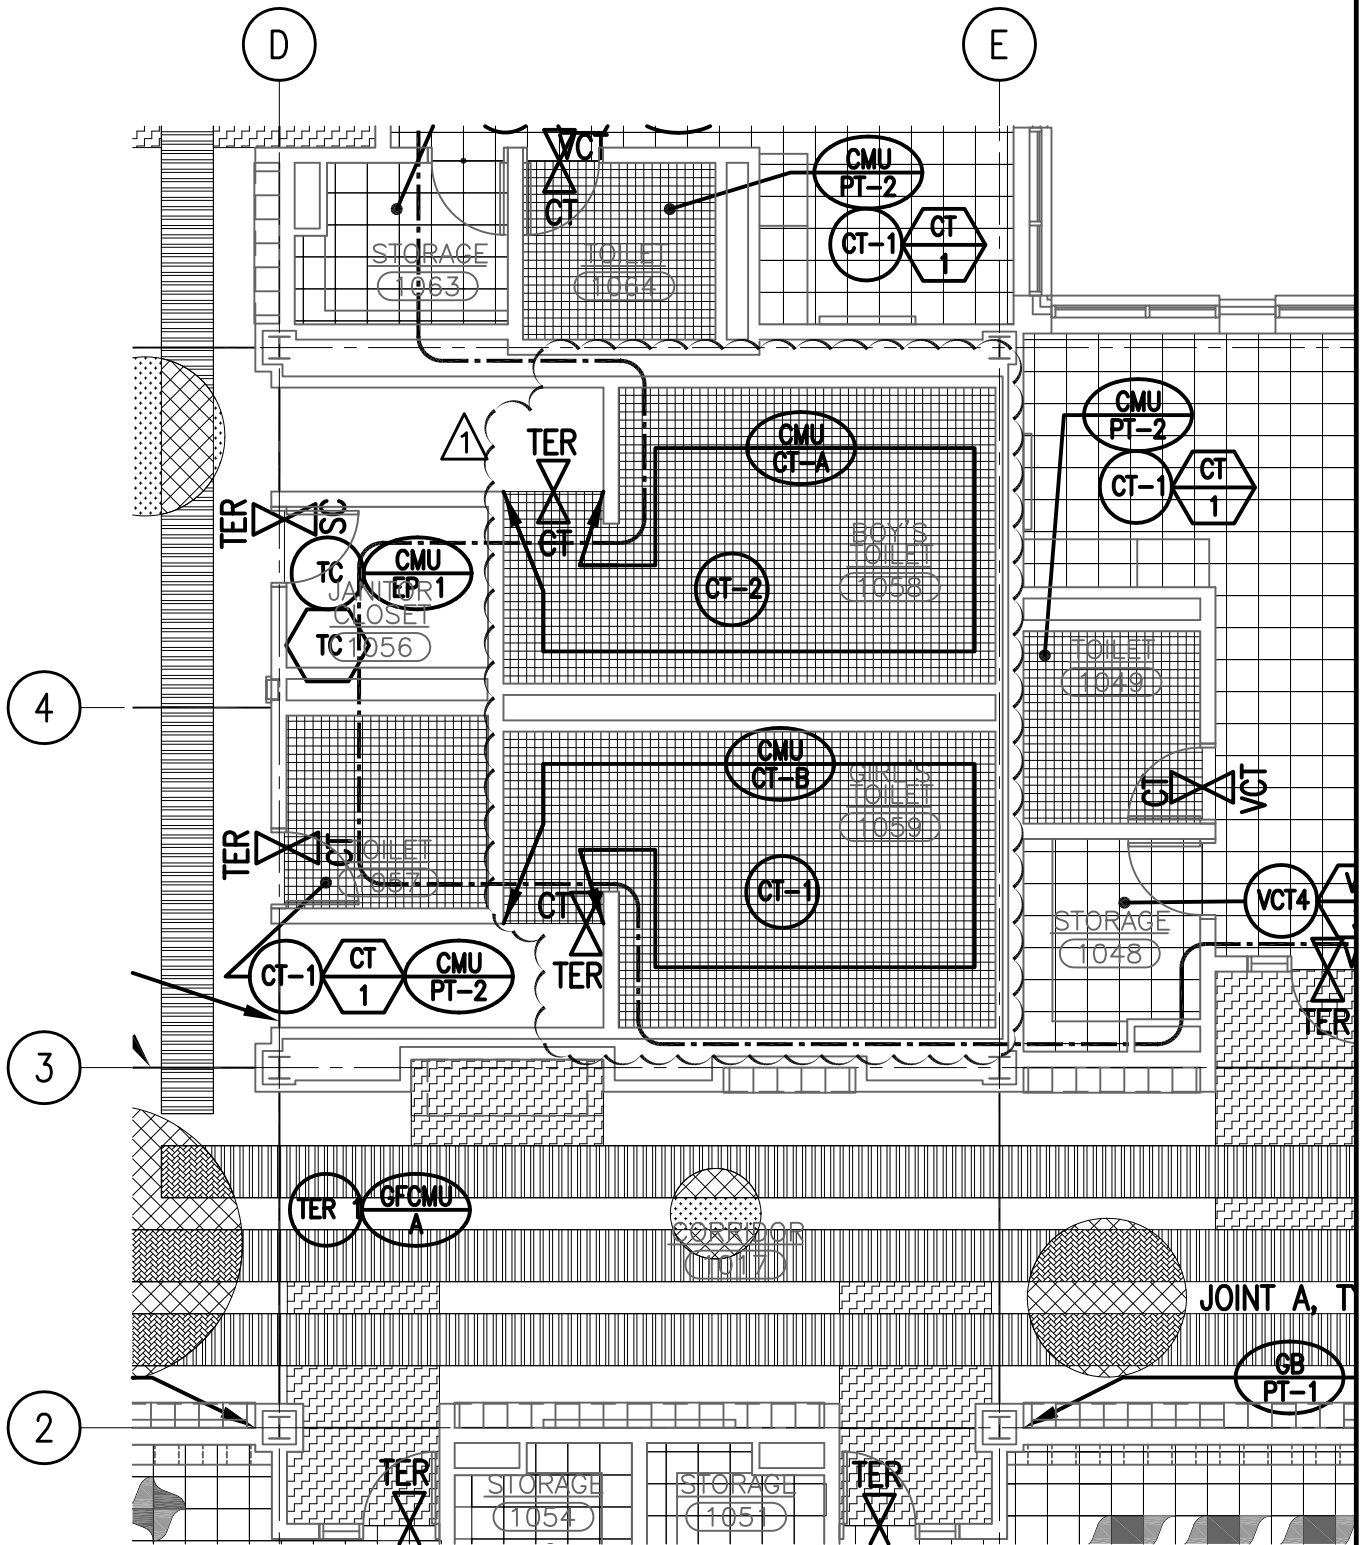 D
E
VCT
CT
CMU
PT-2
CT-1
CT
1
STORAGE
1063
TOILET
1064
1
TER
CT
CMU
CT-A
CMU
PT-2
CT-1
CT
1
TER
SC
TC
CMU
EP 1
JANITOR
CLOSET
1056
TC
CT-2
BOY'S
TOILET
1058
TOILET
1049
4
CMU
CT-B
GIRL'S
TOILET
1059
CT
VCT
TER
CT
TOILET
1057
CT-1
CT
TER
VCT4
STORAGE
1048
TER
CT-1
CT
1
CMU
PT-2
3
TER 1
GFCMU
A
CORRIDOR
1017
JOINT A,
GB
PT-1
2
TER
STORAGE
1054
STORAGE
1051
TER